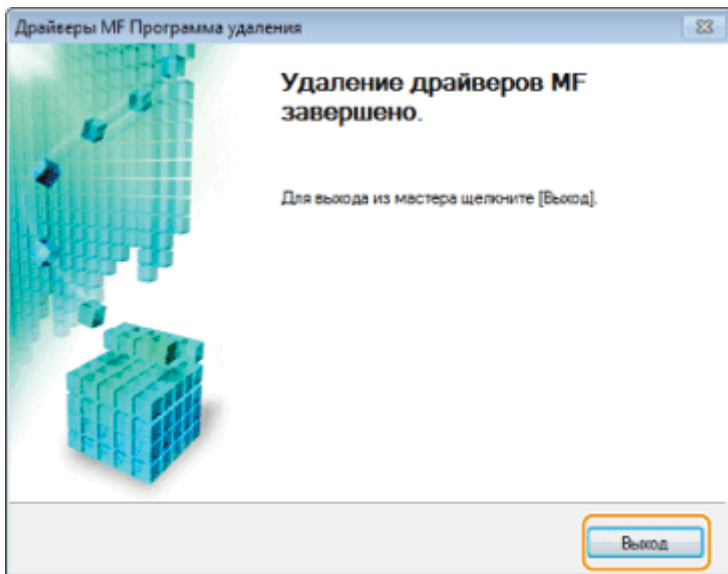 Драйверы MF Программа удаления
Удаление драйверов MF
завершено.
Для выхода из мастера щелкните [Выход].
Выход